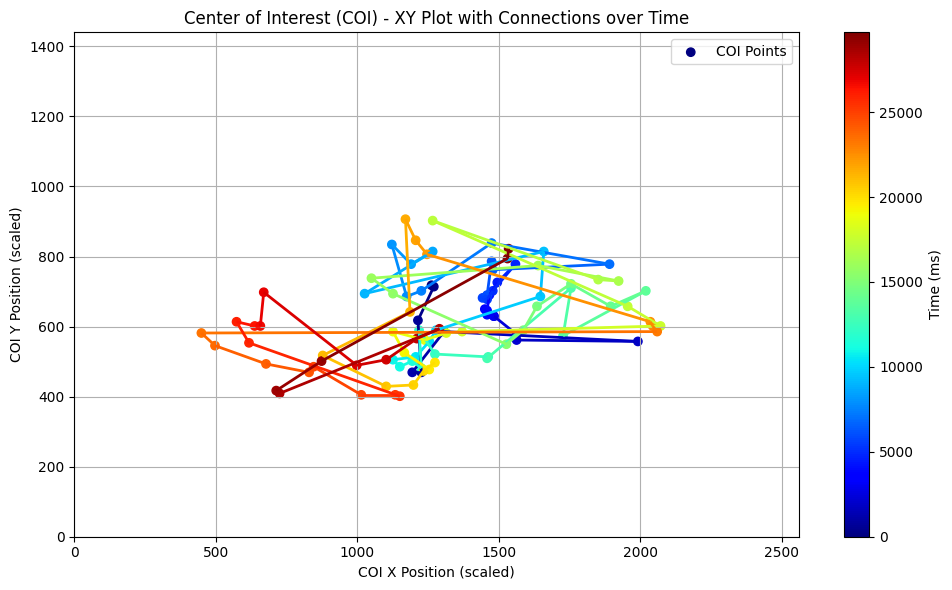 Center of Interest (COI) - XY Plot with Connections over Time
COI Points
1400
1200
1000
800
600
400
200
0
0 500 1000 1500 2000 2500
COI X Position (scaled)
COI Y Position (scaled)
25000
20000
15000
10000
5000
0
Time (ms)